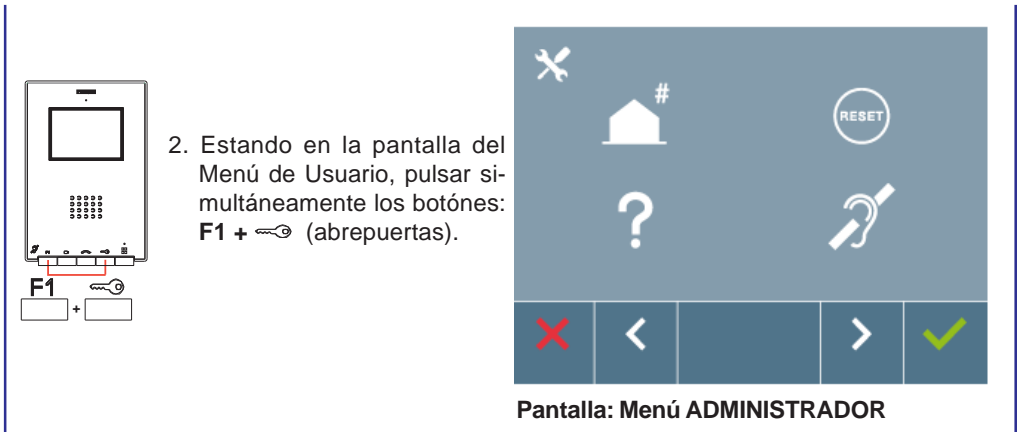 2. Estando en la pantalla del
Menú de Usuario, pulsar si-
multáneamente los botónes:
F1 + (abrepuertas).
F1
+
#
RESET
?
Pantalla: Menú ADMINISTRADOR